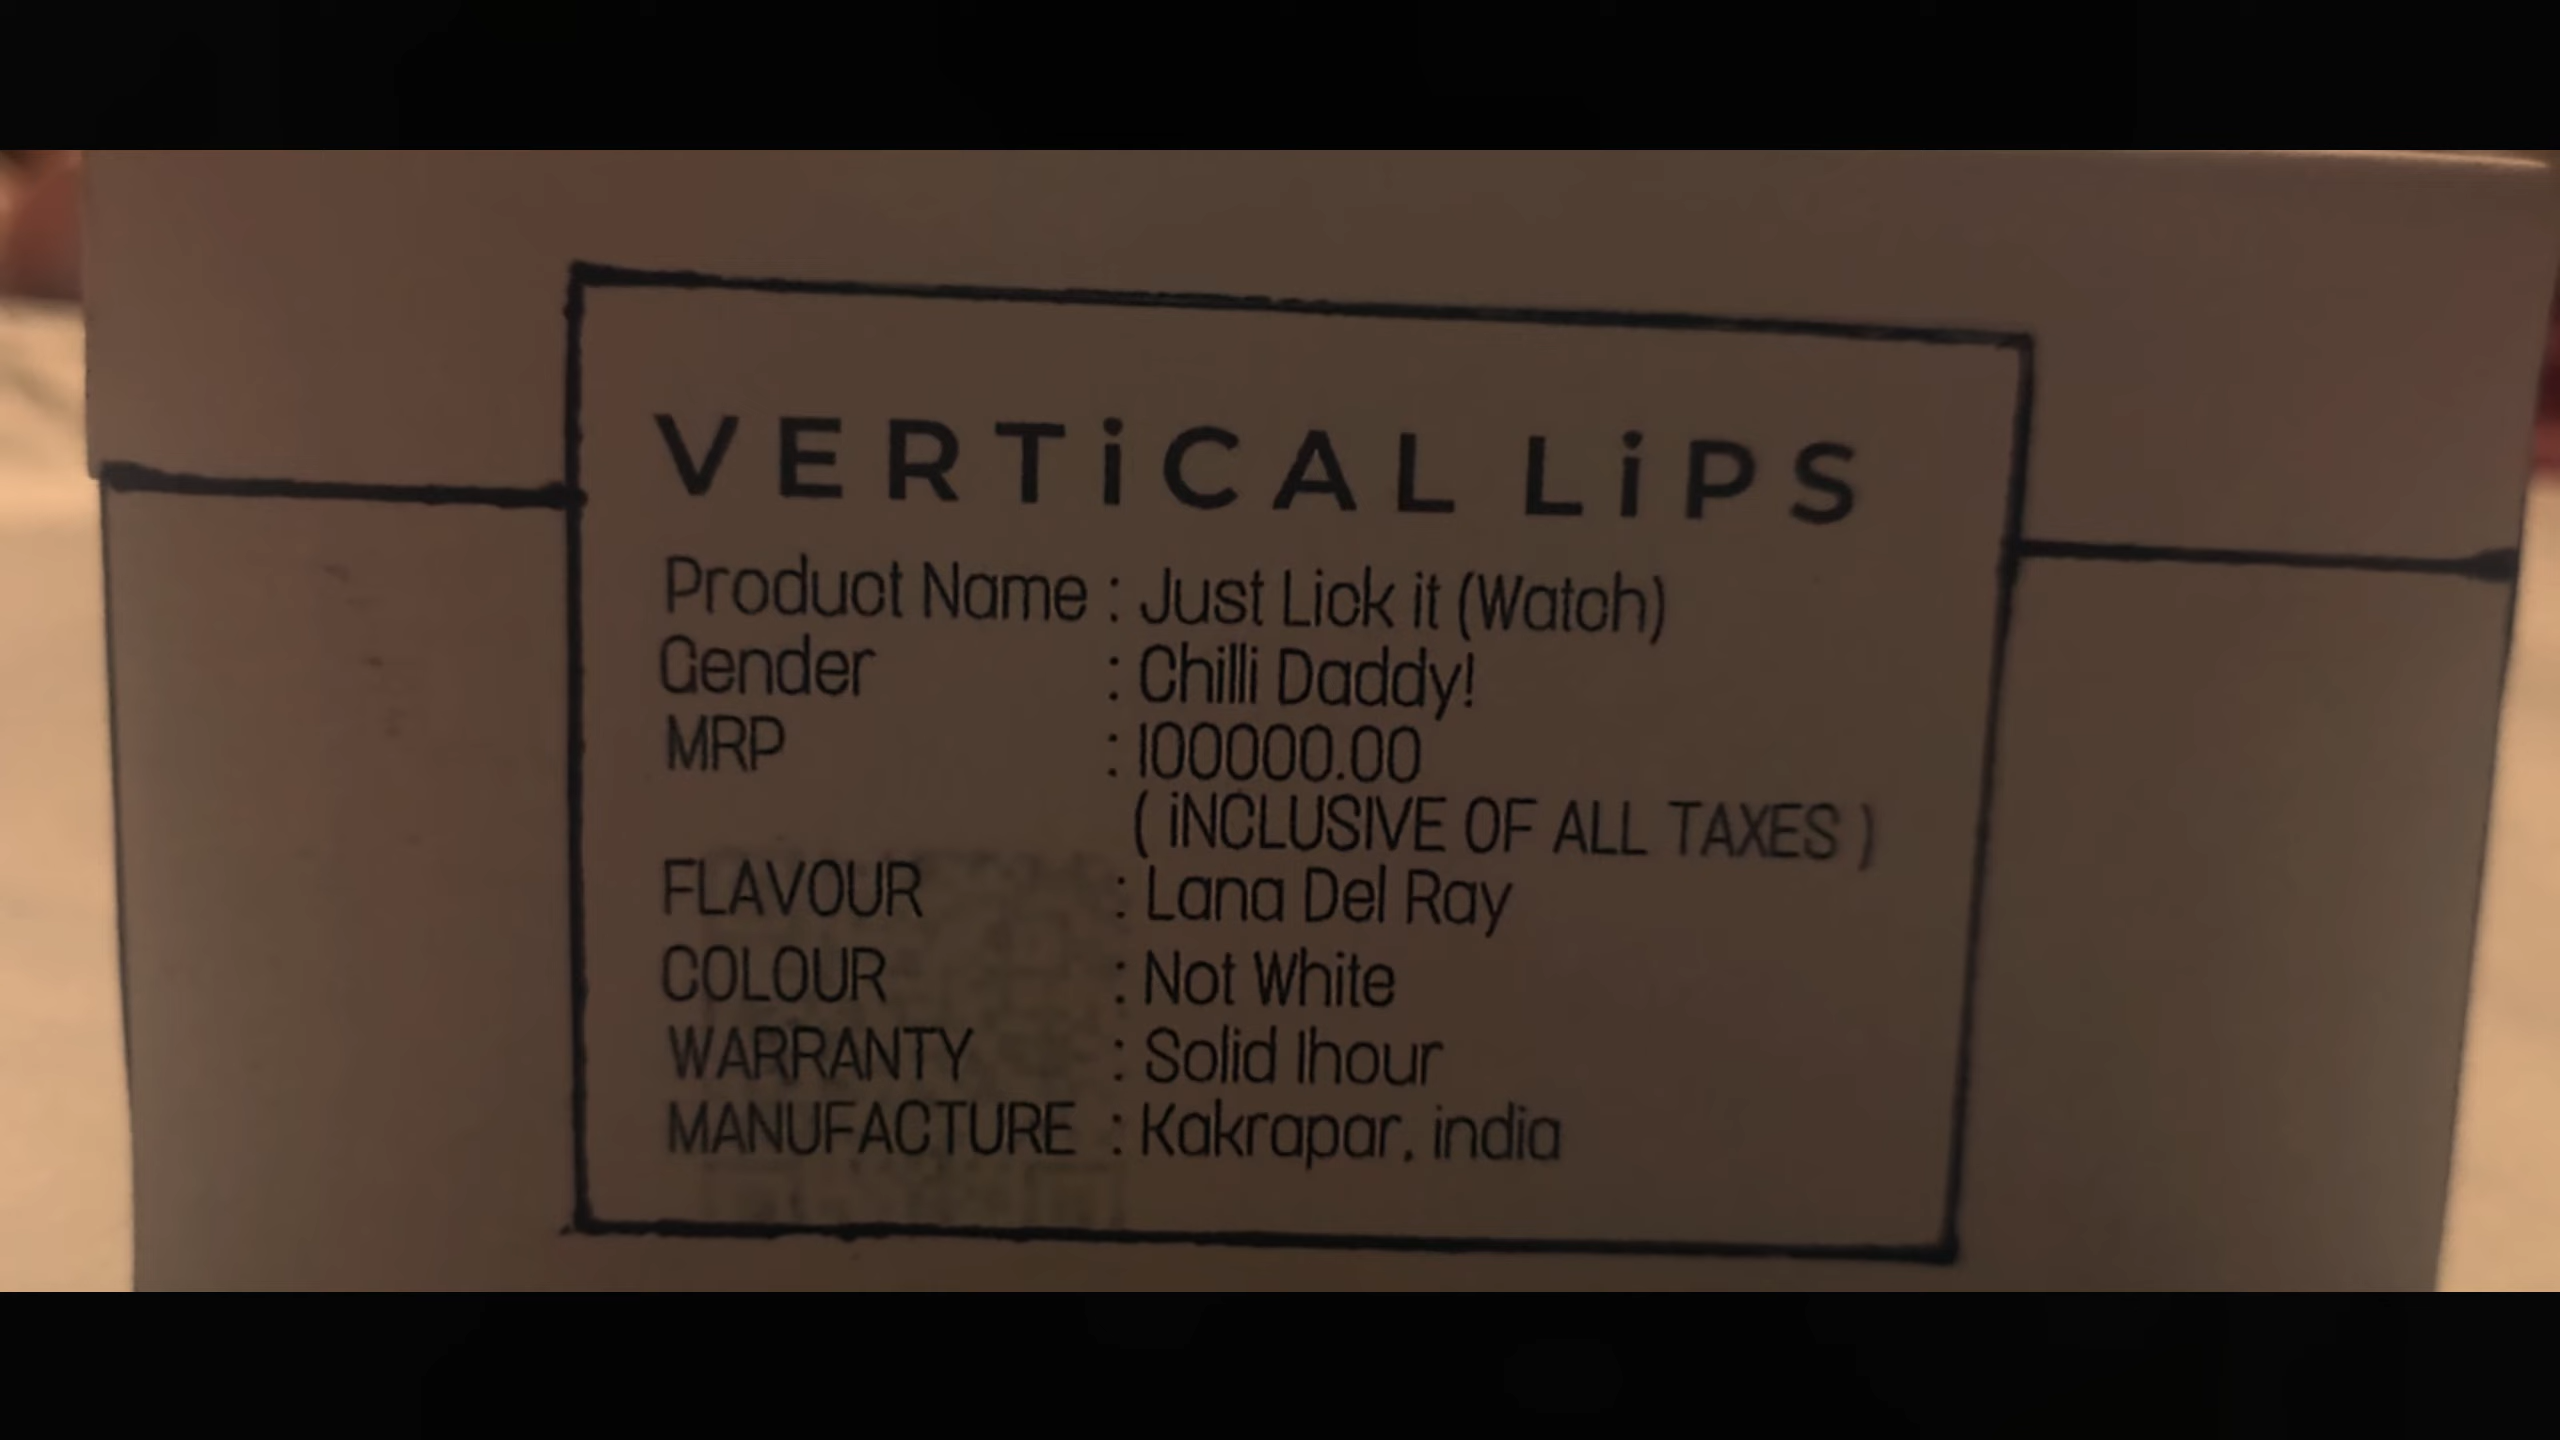 VERTiCAL LiPS
Product Name : Just Lick it (Watch)
Gender : Chilli Daddy!
MRP : 100000.00
( iNCLUSIVE OF ALL TAXES )
FLAVOUR : Lana Del Ray
COLOUR : Not White
WARRANTY : Solid 1hour
MANUFACTURE : Kakrapar, india